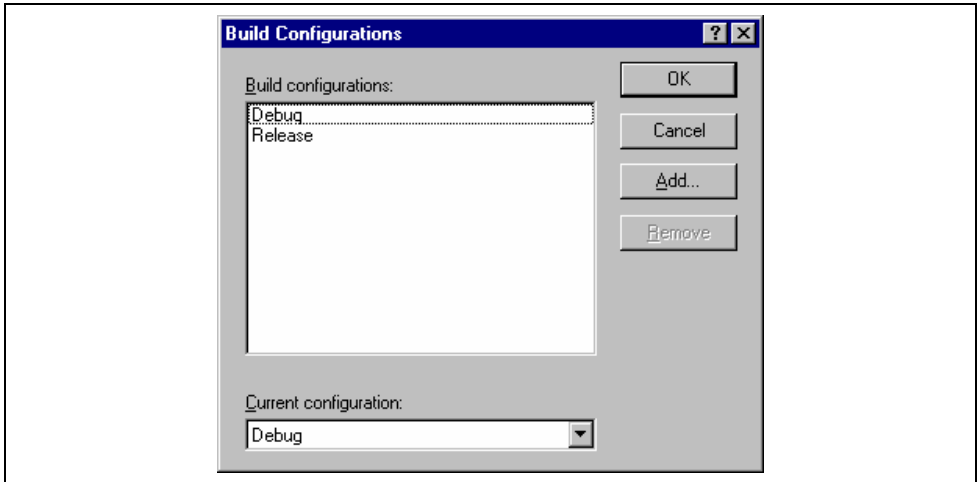 Build Configurations
Build configurations:
Debug
Release
OK
Cancel
Add...
Remove
Current configuration:
Debug